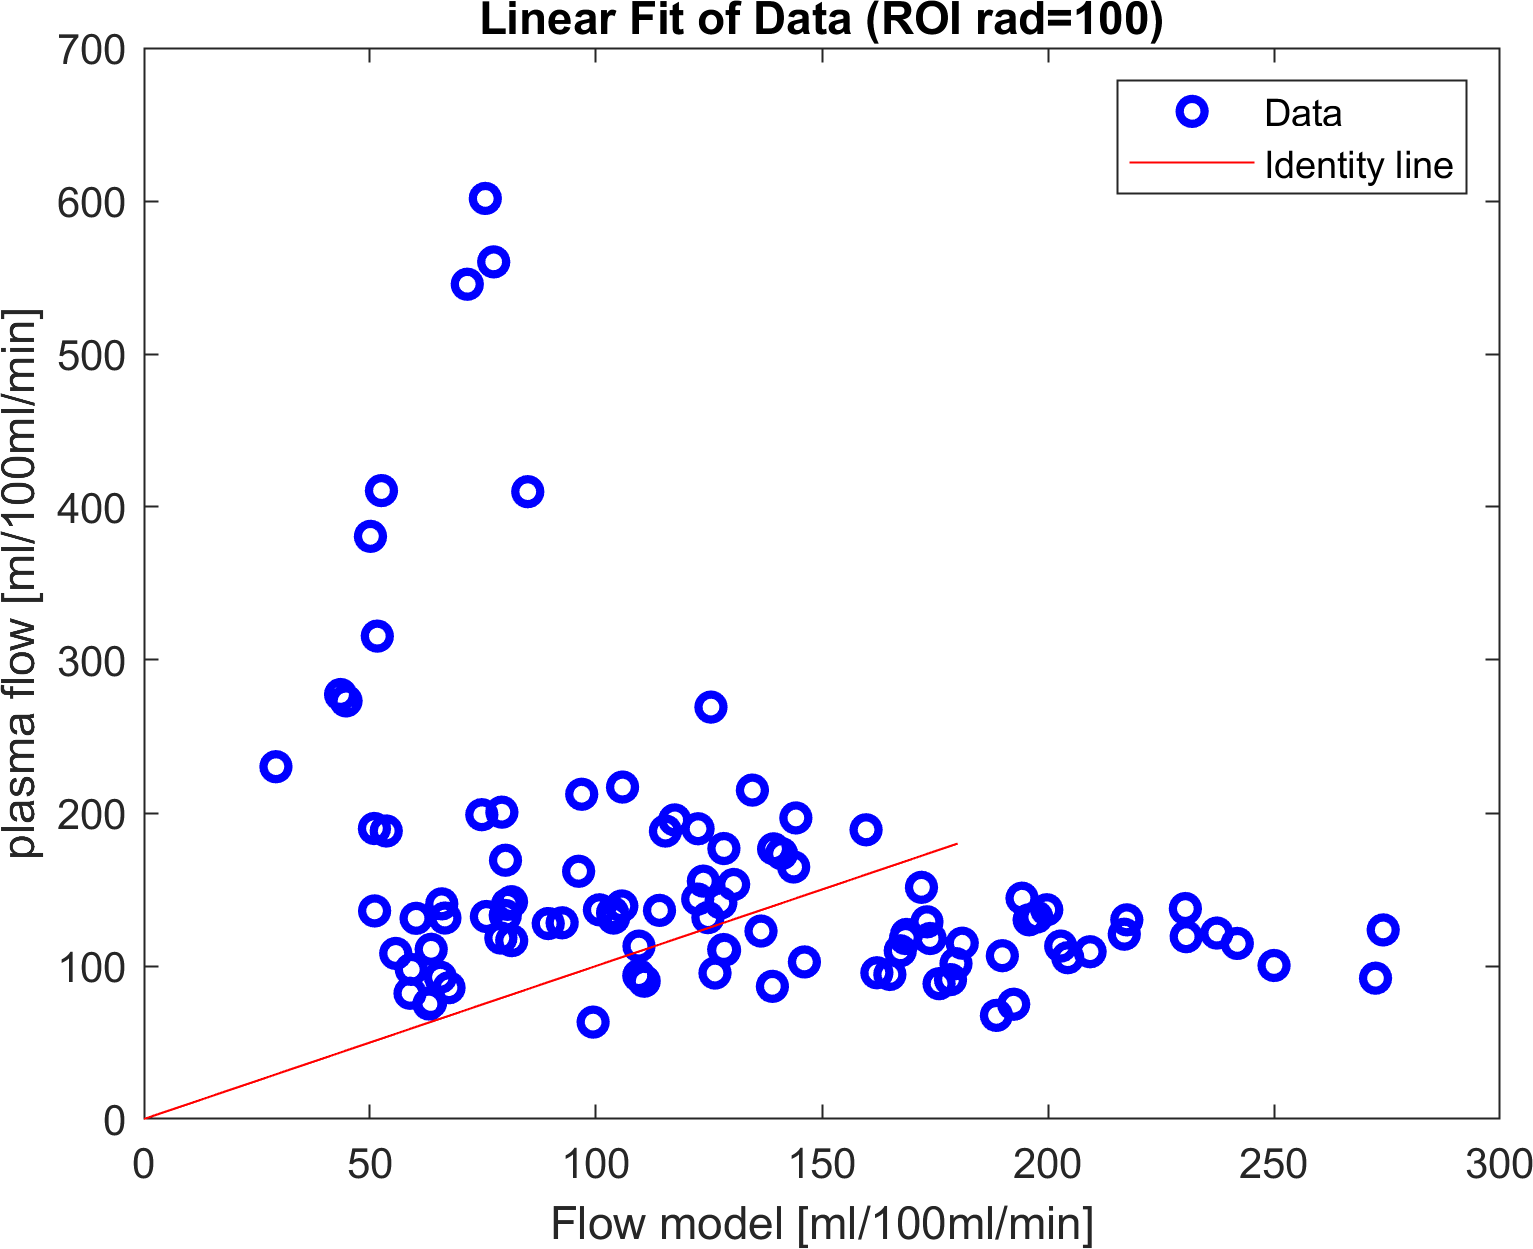 Linear Fit of Data (ROI rad=100)
700
600
500
400
300
200
100
0
plasma flow [ml/100ml/min]
Data
Identity line
0 50 100 150 200 250 300
Flow model [ml/100ml/min]